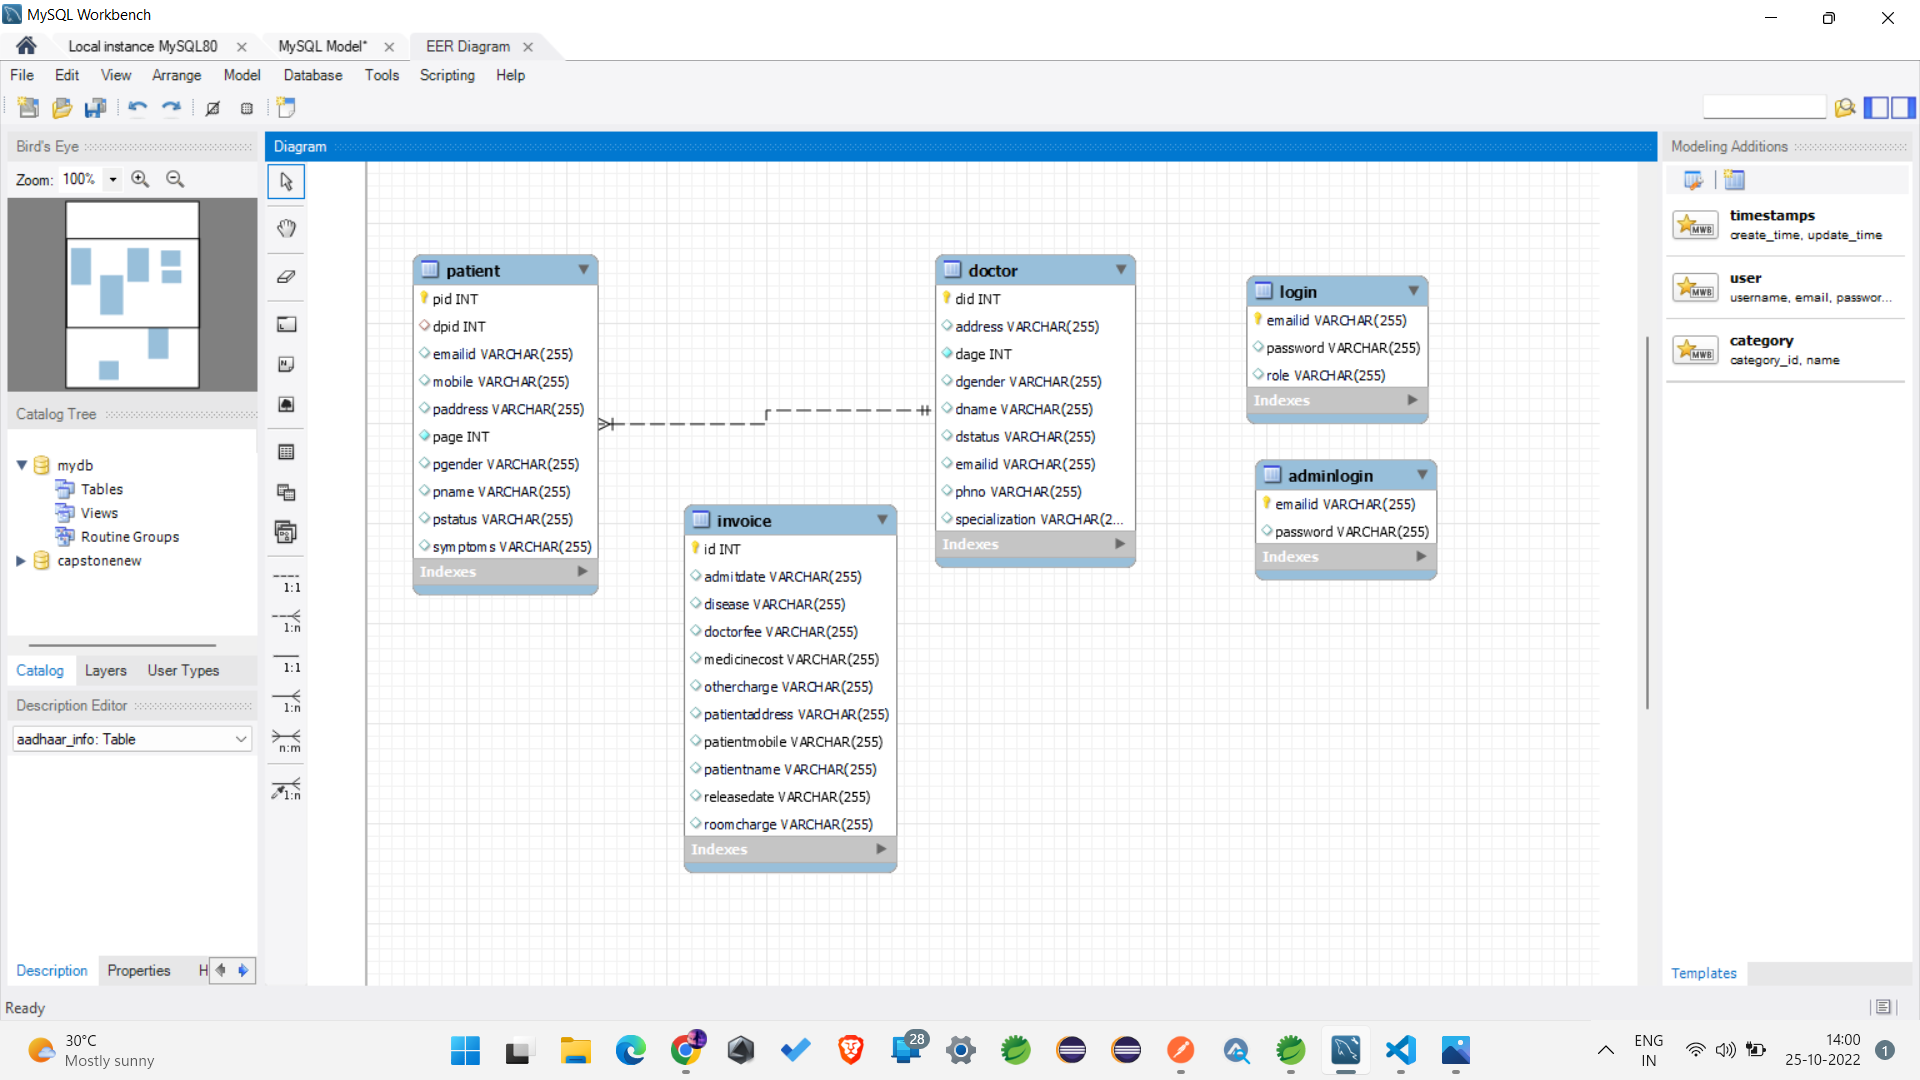 MySQL Workbench
Local instance MySQL80
MySQL Model*
EER Diagram
File Edit View Arrange Model Database Tools Scripting Help
Bird's Eye
Zoom: 100%
Catalog Tree
mydb
Tables
Views
Routine Groups
capstonenew
Catalog Layers User Types
Description Editor
aadhaar_info: Table
Description Properties H
Ready
Diagram
1:1
1:n
1:1
1:n
n:m
1:n
patient
pid INT
dpid INT
emailid VARCHAR(255)
mobile VARCHAR(255)
paddress VARCHAR(255)
page INT
pgender VARCHAR(255)
pname VARCHAR(255)
pstatus VARCHAR(255)
symptoms VARCHAR(255)
Indexes
invoice
id INT
admitdate VARCHAR(255)
disease VARCHAR(255)
doctorfee VARCHAR(255)
medicinecost VARCHAR(255)
othercharge VARCHAR(255)
patientaddress VARCHAR(255)
patientmobile VARCHAR(255)
patientname VARCHAR(255)
releasedate VARCHAR(255)
roomcharge VARCHAR(255)
Indexes
doctor
did INT
address VARCHAR(255)
dage INT
dgender VARCHAR(255)
dname VARCHAR(255)
dstatus VARCHAR(255)
emailid VARCHAR(255)
phno VARCHAR(255)
specialization VARCHAR(2...
Indexes
login
emailid VARCHAR(255)
password VARCHAR(255)
role VARCHAR(255)
Indexes
adminlogin
emailid VARCHAR(255)
password VARCHAR(255)
Indexes
Modeling Additions
MWB
timestamps
create_time, update_time
MWB
user
username, email, passwor...
MWB
category
category_id, name
Templates
30°C
Mostly sunny
28
ENG
IN
14:00
25-10-2022
1